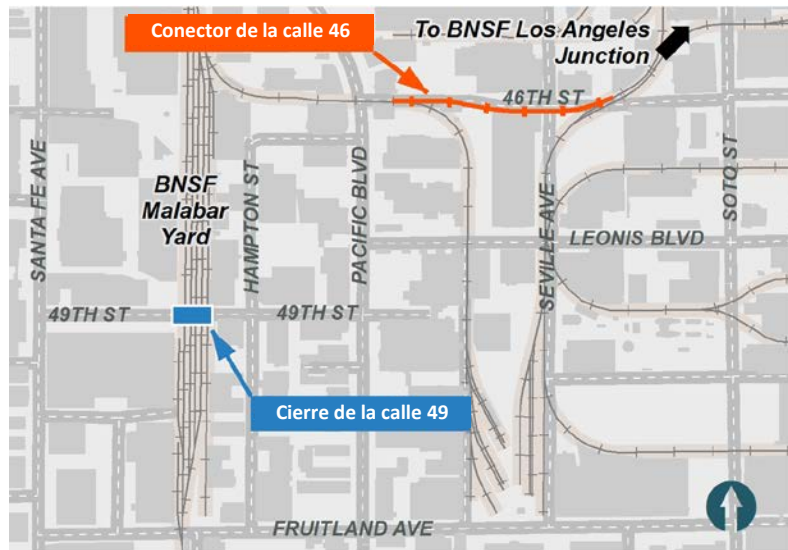 Conector de la calle 46
To BNSF Los Angeles
Junction
46TH ST
SANTA FE AVE
BNSF
Malabar
Yard
HAMPTON ST
PACIFIC BLVD
SEVILLE AVE
SOTO ST
LEONIS BLVD
49TH ST
49TH ST
Cierre de la calle 49
FRUITLAND AVE